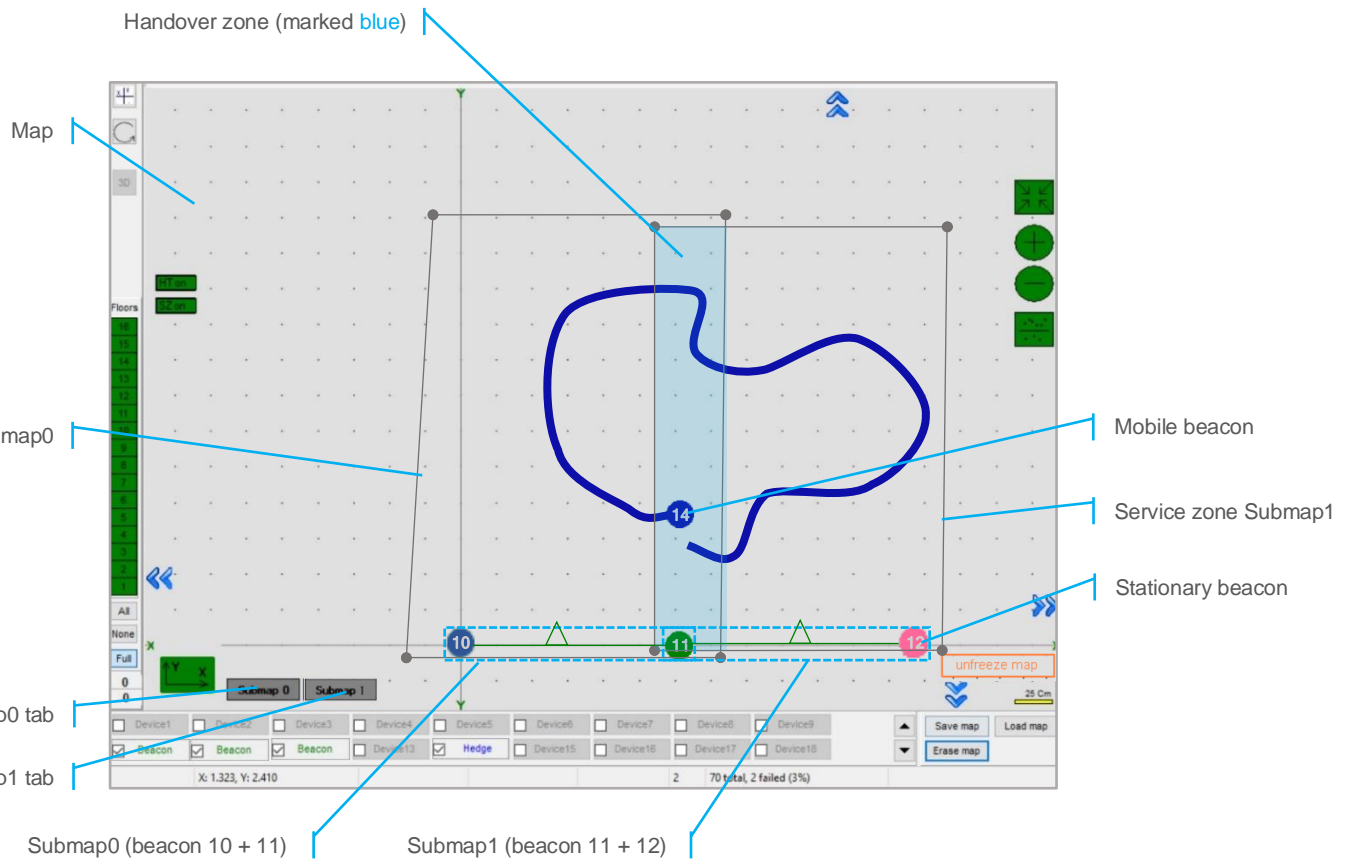 Handover zone (marked blue)
Y
Map
3D
HT on
SZ on
Floors
16
15
14
13
12
11
10
9
8
7
6
5
4
3
2
1
map0
Mobile beacon
14
Service zone Submap1
Stationary beacon
All
None
Full
0
0
X
10
11
12
unfreeze map
Y
X
Submap 0
Submap 1
25 Cm
Y
0 tab
Device1 Device2 Device3 Device4 Device5 Device6 Device7 Device8 Device9
Save map Load map
Beacon Beacon Beacon Device13 Hedge Device15 Device16 Device17 Device18
Erase map
1 tab
X: 1.323, Y: 2.410
2
70 total, 2 failed (3%)
Submap0 (beacon 10 + 11)
Submap1 (beacon 11 + 12)